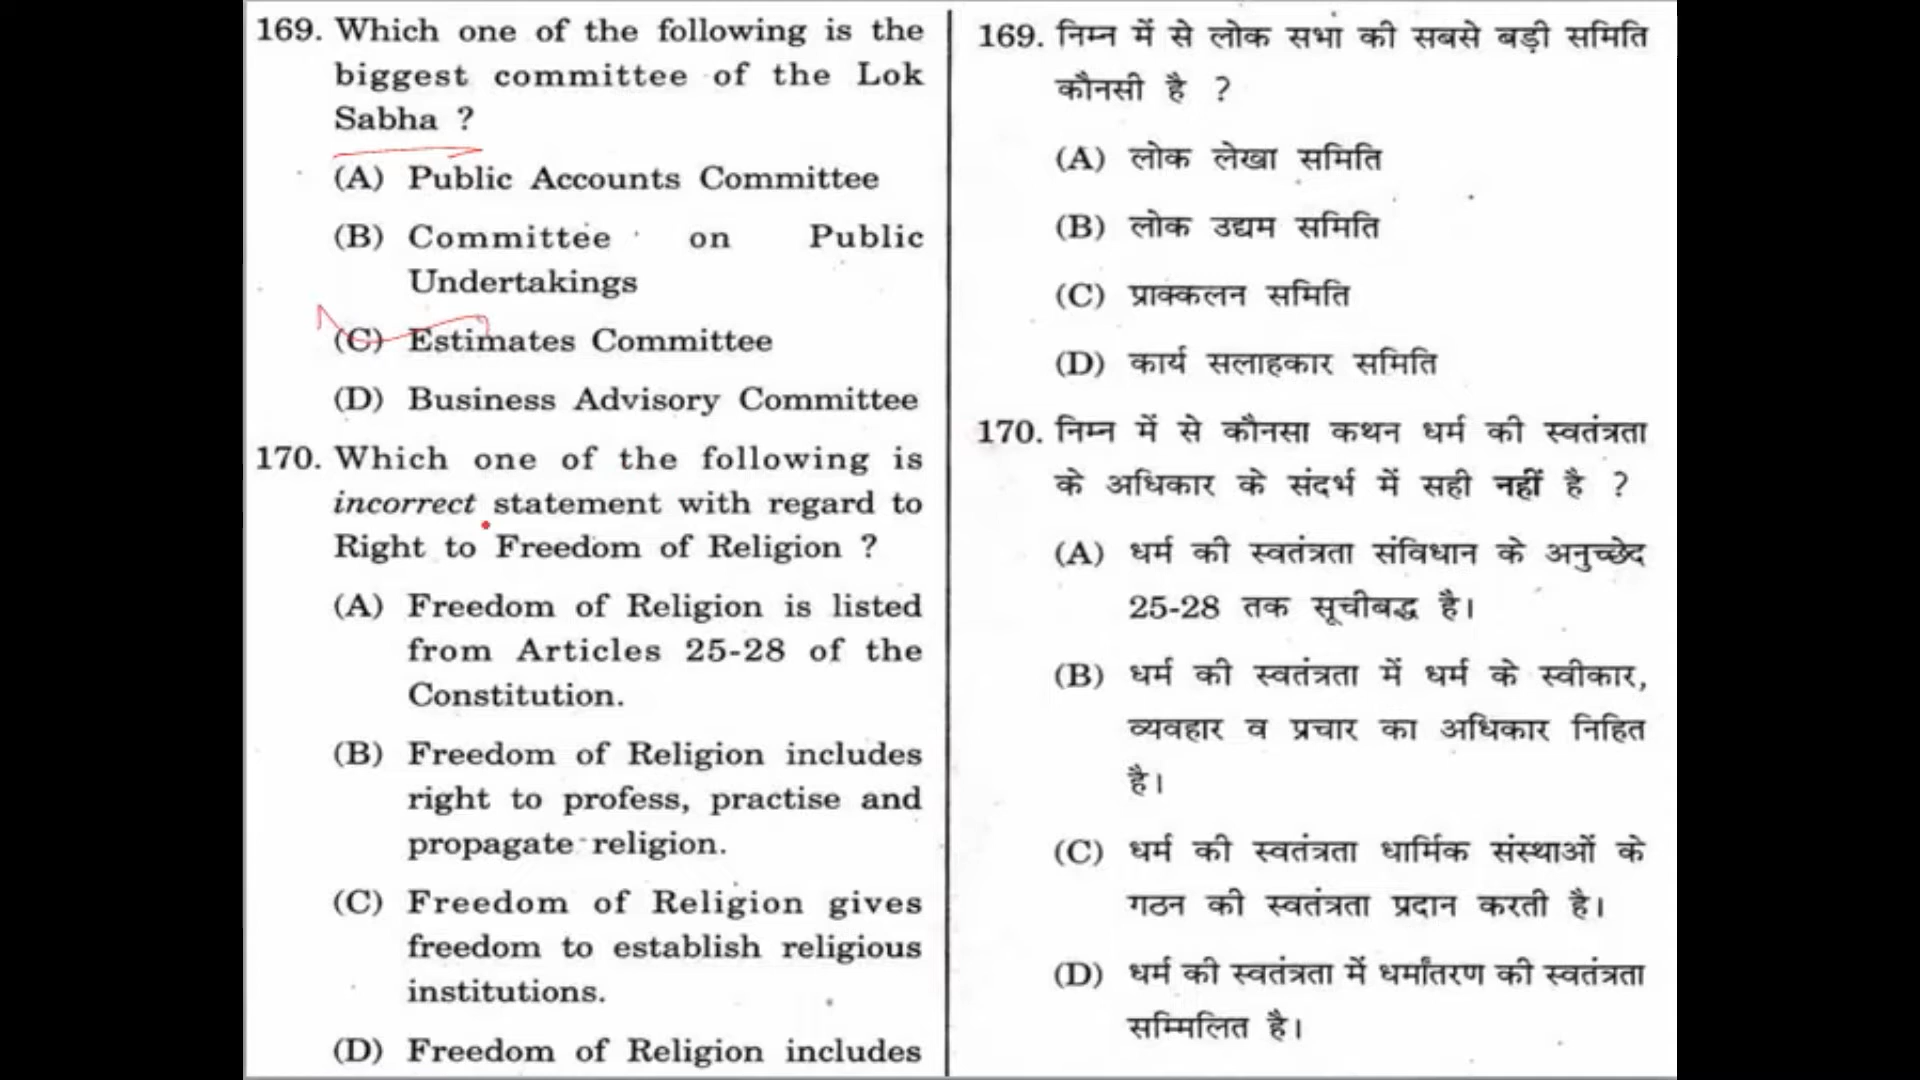 169. Which one of the following is the
biggest committee of the Lok
Sabha ?
(A) Public Accounts Committee
(B) Committee on Public
Undertakings
(C) Estimates Committee
(D) Business Advisory Committee
170. Which one of the following is
incorrect statement with regard to
Right to Freedom of Religion ?
(A) Freedom of Religion is listed
from Articles 25-28 of the
Constitution.
(B) Freedom of Religion includes
right to profess, practise and
propagate religion.
(C) Freedom of Religion gives
freedom to establish religious
institutions.
(D) Freedom of Religion includes
169. निम्न में से लोक सभा की सबसे बड़ी समिति
कौनसी है ?
(A) लोक लेखा समिति
(B) लोक उद्यम समिति
(C) प्राक्कलन समिति
(D) कार्य सलाहकार समिति
170. निम्न में से कौनसा कथन धर्म की स्वतंत्रता
के अधिकार के संदर्भ में सही नहीं है ?
(A) धर्म की स्वतंत्रता संविधान के अनुच्छेद
25-28 तक सूचीबद्ध है।
(B) धर्म की स्वतंत्रता में धर्म के स्वीकार,
व्यवहार व प्रचार का अधिकार निहित
है।
(C) धर्म की स्वतंत्रता धार्मिक संस्थाओं के
गठन की स्वतंत्रता प्रदान करती है।
(D) धर्म की स्वतंत्रता में धर्मांतरण की स्वतंत्रता
सम्मिलित है।